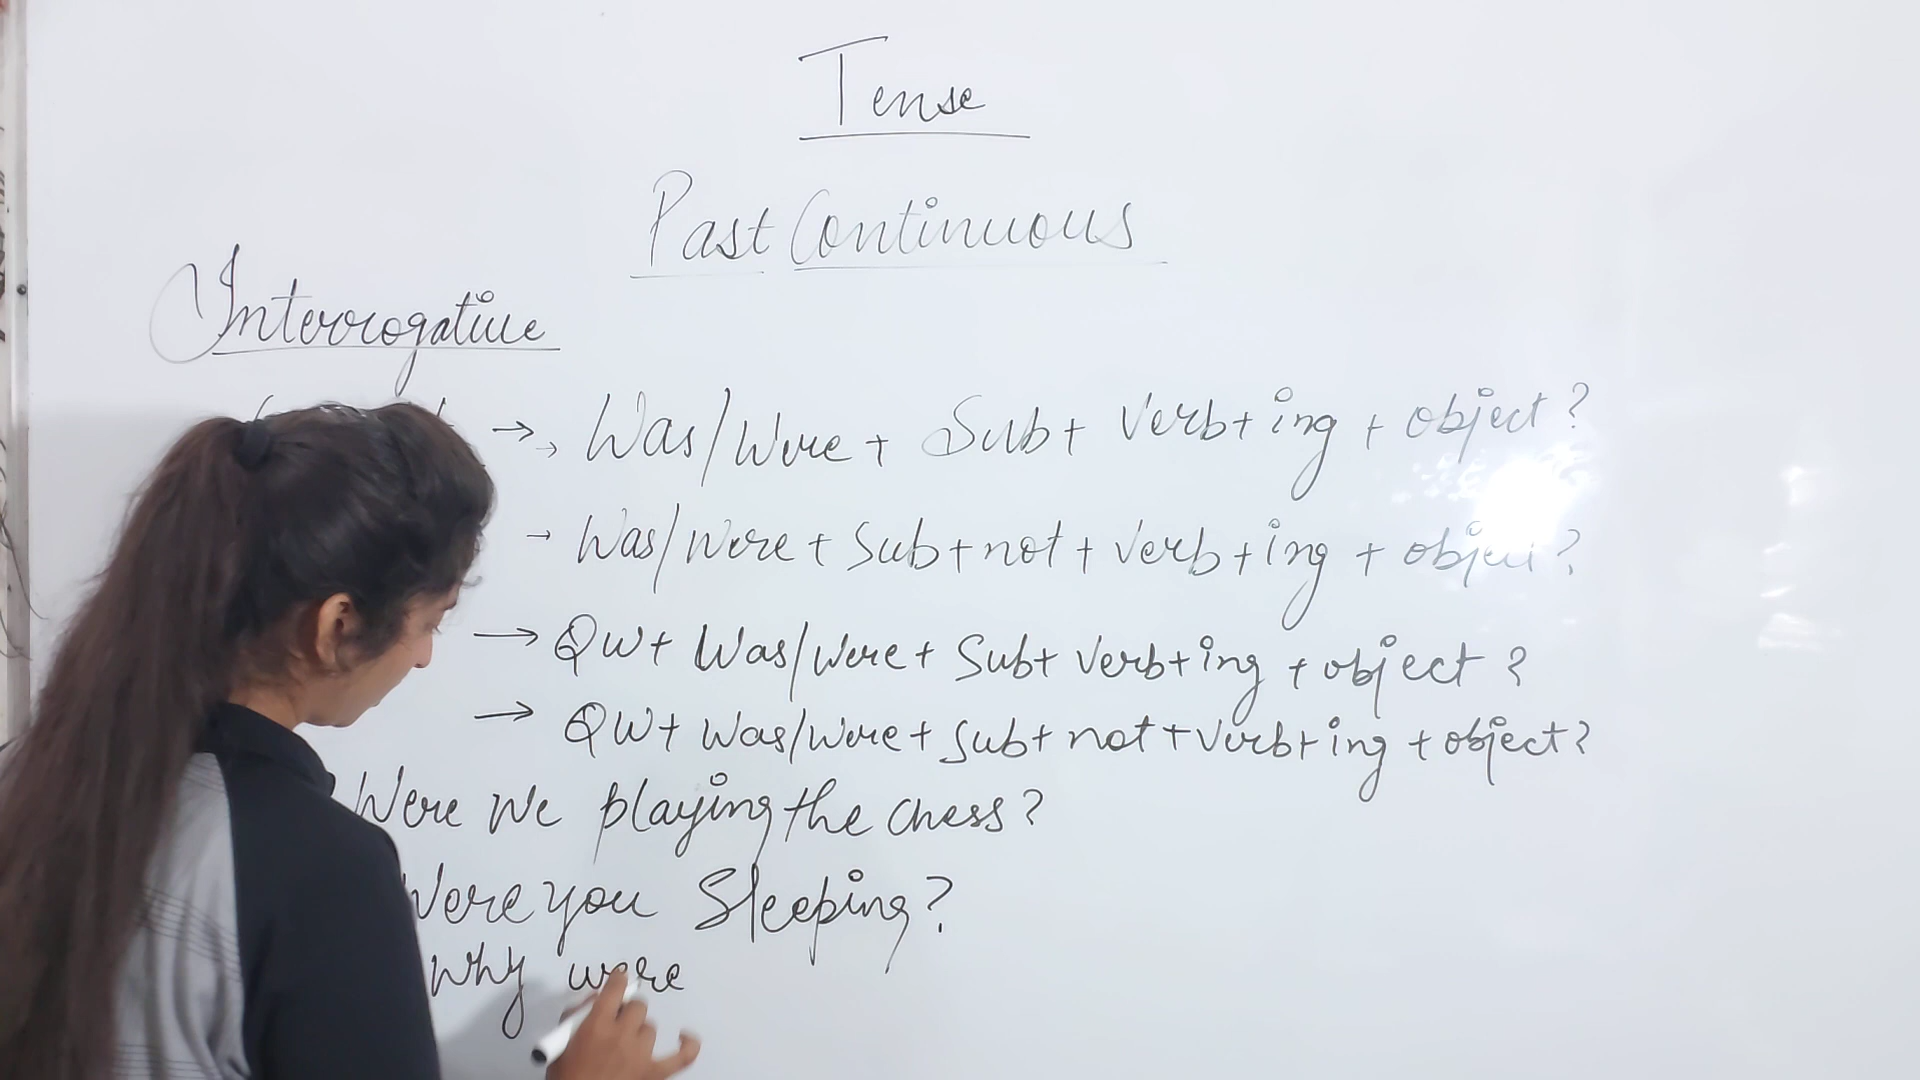 Tense
Past Continuous
Interrogative
→ → Was/Were + Sub + Verb + ing + object?
→ Was/Were + Sub + not + Verb + ing + object?
→ QW + Was/Were + Sub + Verb + ing + object?
→ QW + Was/Were + Sub + not + Verb + ing + object?
Were we playing the chess?
Were you Sleeping?
Why were